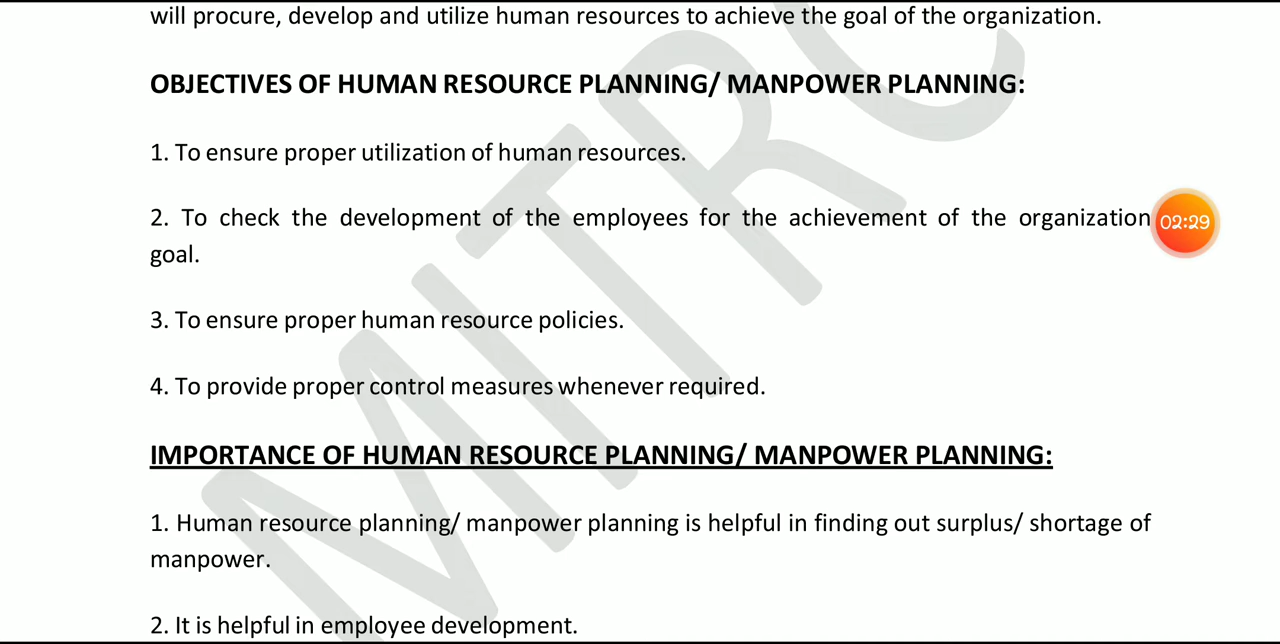 will procure, develop and utilize human resources to achieve the goal of the organization.
OBJECTIVES OF HUMAN RESOURCE PLANNING/ MANPOWER PLANNING:
1. To ensure proper utilization of human resources.
2. To check the development of the employees for the achievement of the organization
02:29
goal.
3. To ensure proper human resource policies.
4. To provide proper control measures whenever required.
IMPORTANCE OF HUMAN RESOURCE PLANNING/ MANPOWER PLANNING:
1. Human resource planning/ manpower planning is helpful in finding out surplus/ shortage of
manpower.
2. It is helpful in employee development.
MITRC